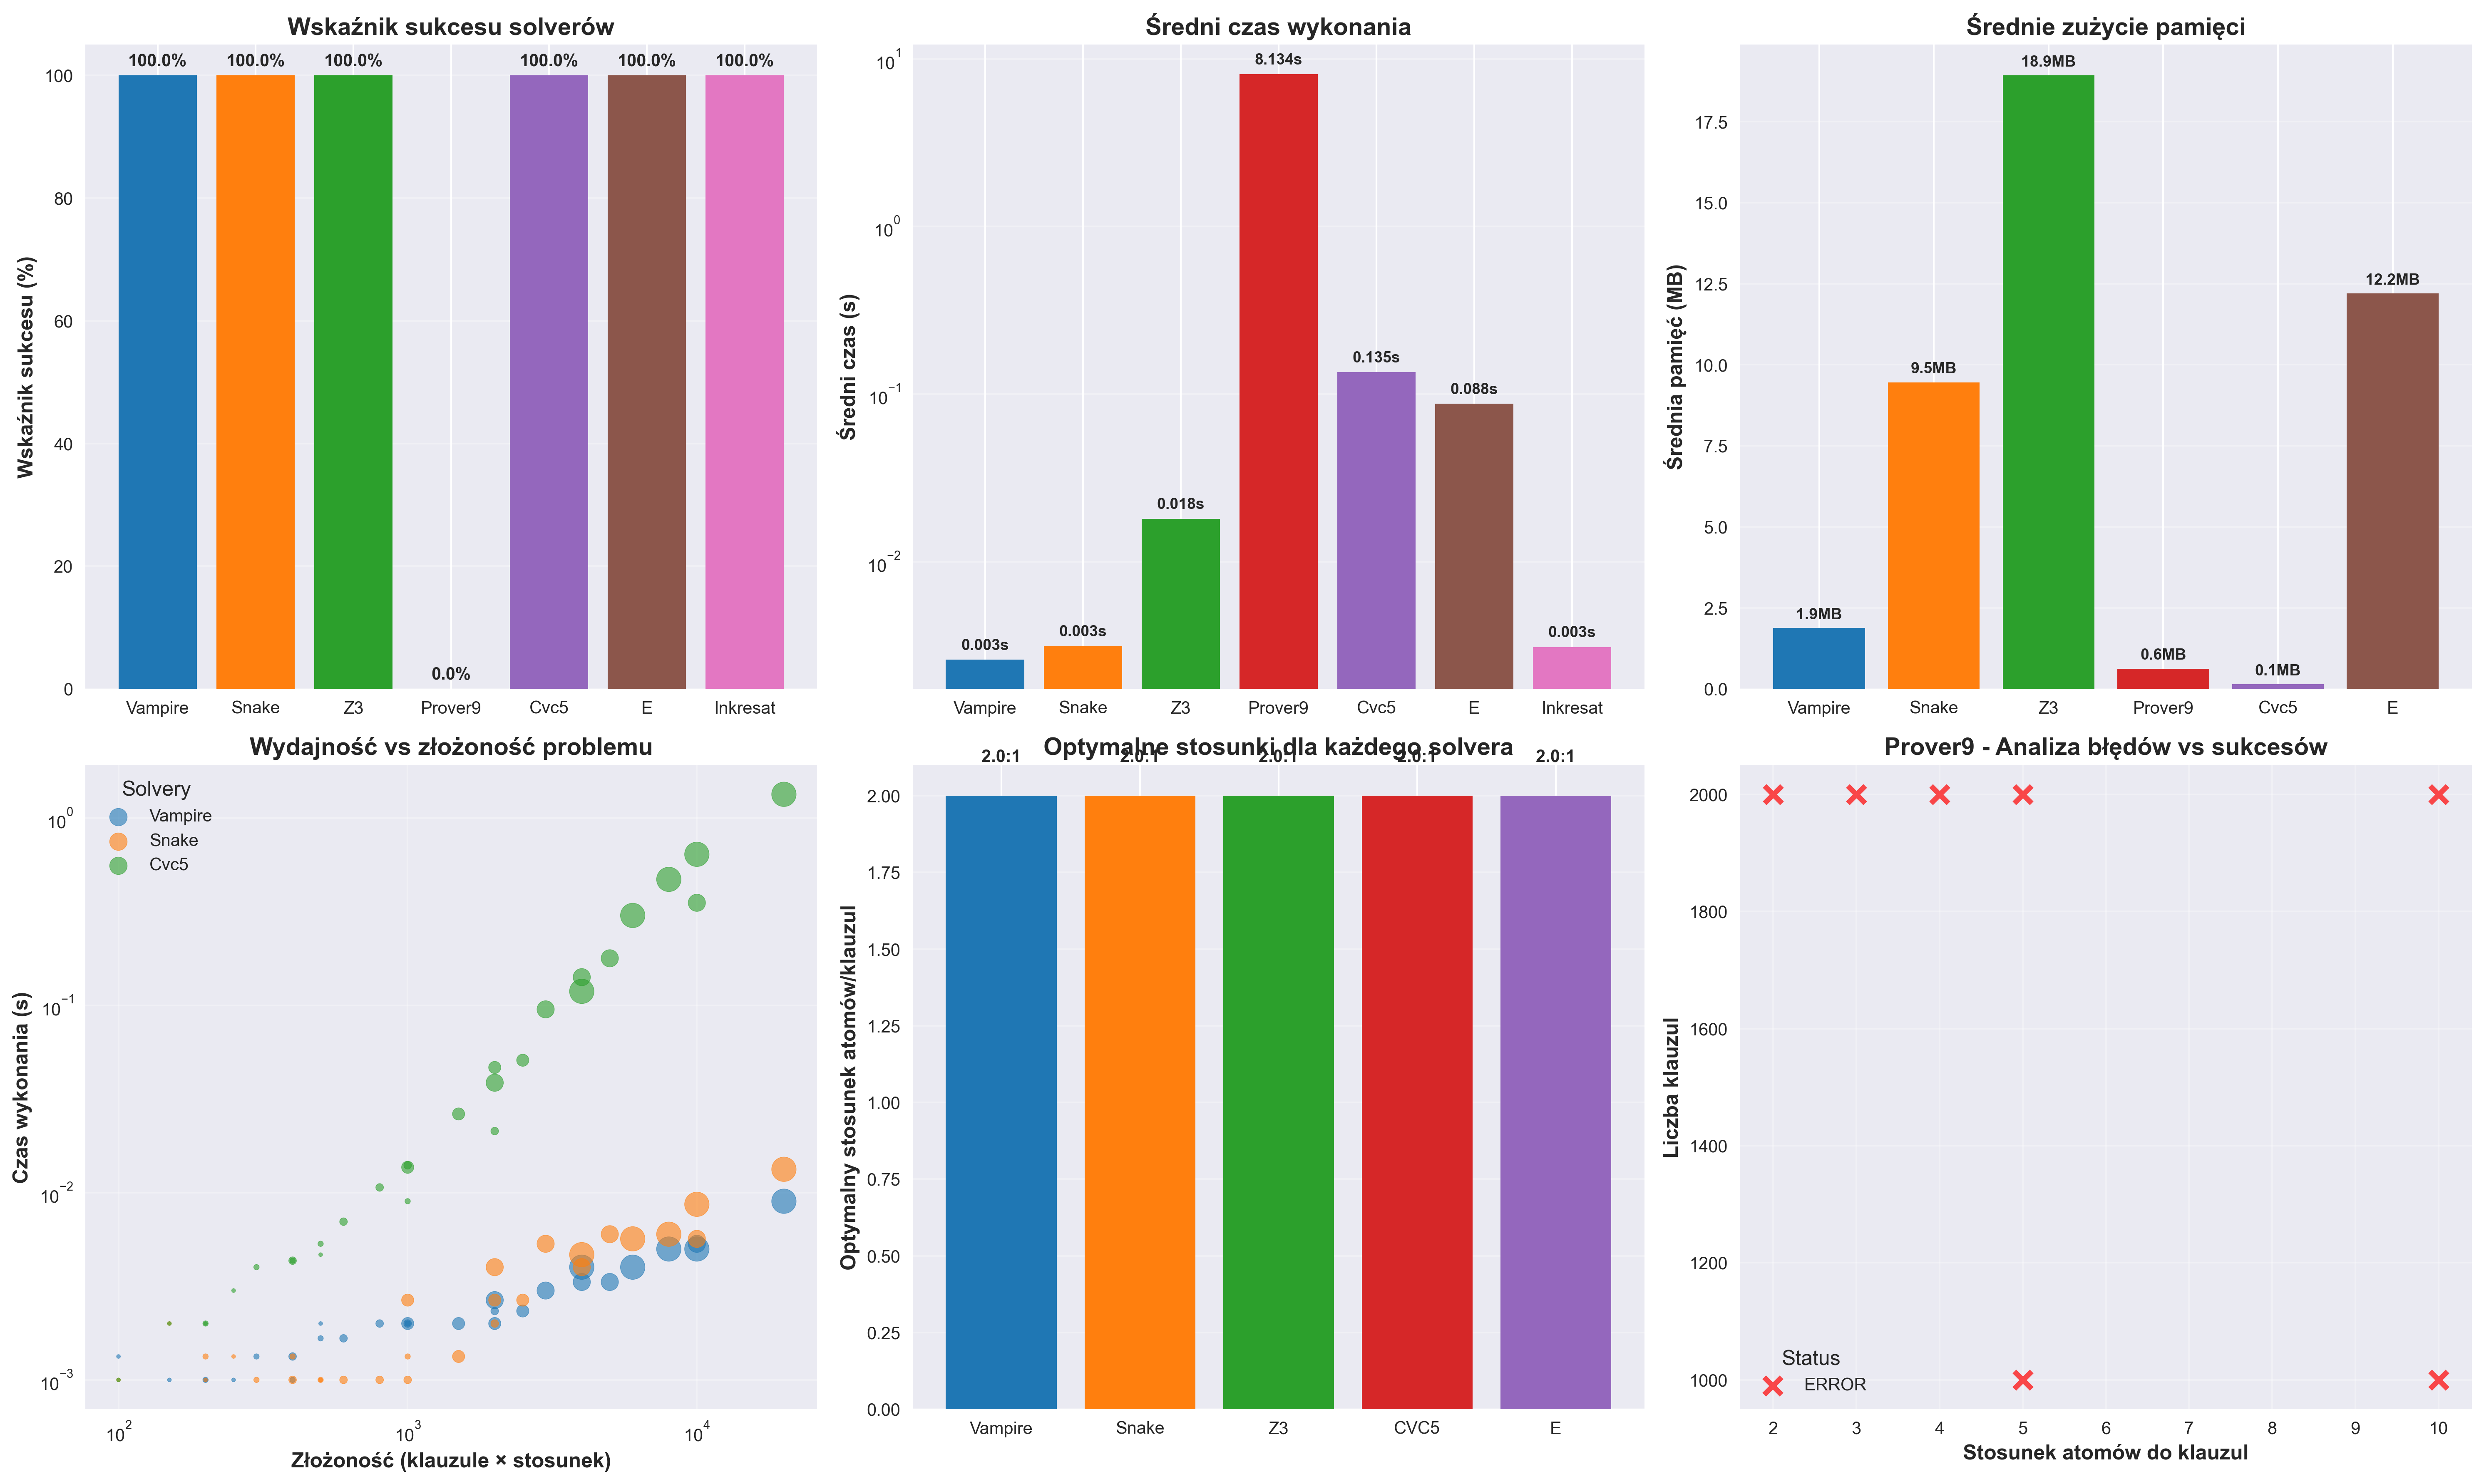 Wskaźnik sukcesu solverów
Wskaźnik sukcesu (%)
100
80
60
40
20
0
100.0%
100.0%
100.0%
0.0%
100.0%
100.0%
100.0%
Vampire
Snake
Z3
Prover9
Cvc5
E
Inkresat
Średni czas wykonania
Średni czas (s)
10^1
10^0
10^−1
10^−2
0.003s
0.003s
0.018s
8.134s
0.135s
0.088s
0.003s
Vampire
Snake
Z3
Prover9
Cvc5
E
Inkresat
Średnie zużycie pamięci
Średnia pamięć (MB)
17.5
15.0
12.5
10.0
7.5
5.0
2.5
0.0
1.9MB
9.5MB
18.9MB
0.6MB
0.1MB
12.2MB
Vampire
Snake
Z3
Prover9
Cvc5
E
Wydajność vs złożoność problemu
Czas wykonania (s)
10^0
10^−1
10^−2
10^−3
Solvery
Vampire
Snake
Cvc5
10^2
10^3
10^4
Złożoność (klauzule × stosunek)
Optymalne stosunki dla każdego solvera
Optymalny stosunek atomów/klauzul
2.0:1
2.0:1
2.0:1
2.0:1
2.0:1
2.00
1.75
1.50
1.25
1.00
0.75
0.50
0.25
0.00
Vampire
Snake
Z3
CVC5
E
Prover9 - Analiza błędów vs sukcesów
Liczba klauzul
2000
1800
1600
1400
1200
1000
Status
ERROR
2
3
4
5
6
7
8
9
10
Stosunek atomów do klauzul